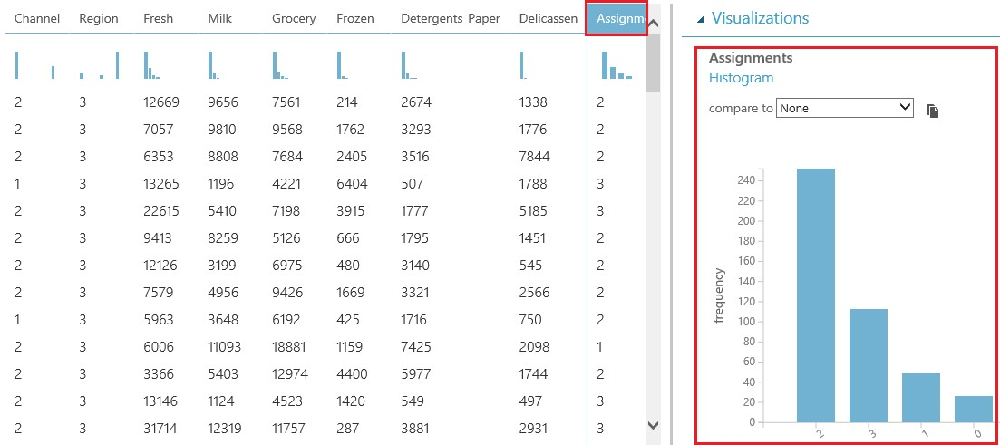 Channel Region Fresh Milk Grocery Frozen Detergents_Paper Delicassen Assignm
2 3 12669 9656 7561 214 2674 1338 2
2 3 7057 9810 9568 1762 3293 1776 2
2 3 6353 8808 7684 2405 3516 7844 2
1 3 13265 1196 4221 6404 507 1788 3
2 3 22615 5410 7198 3915 1777 5185 3
2 3 9413 8259 5126 666 1795 1451 2
2 3 12126 3199 6975 480 3140 545 2
2 3 7579 4956 9426 1669 3321 2566 2
1 3 5963 3648 6192 425 1716 750 2
2 3 6006 11093 18881 1159 7425 2098 1
2 3 3366 5403 12974 4400 5977 1744 2
2 3 13146 1124 4523 1420 549 497 3
2 3 31714 12319 11757 287 3881 2931 3
Visualizations
Assignments
Histogram
compare to None
240
220
200
180
160
140
120
100
80
60
40
20
0
frequency
2 3 1 0